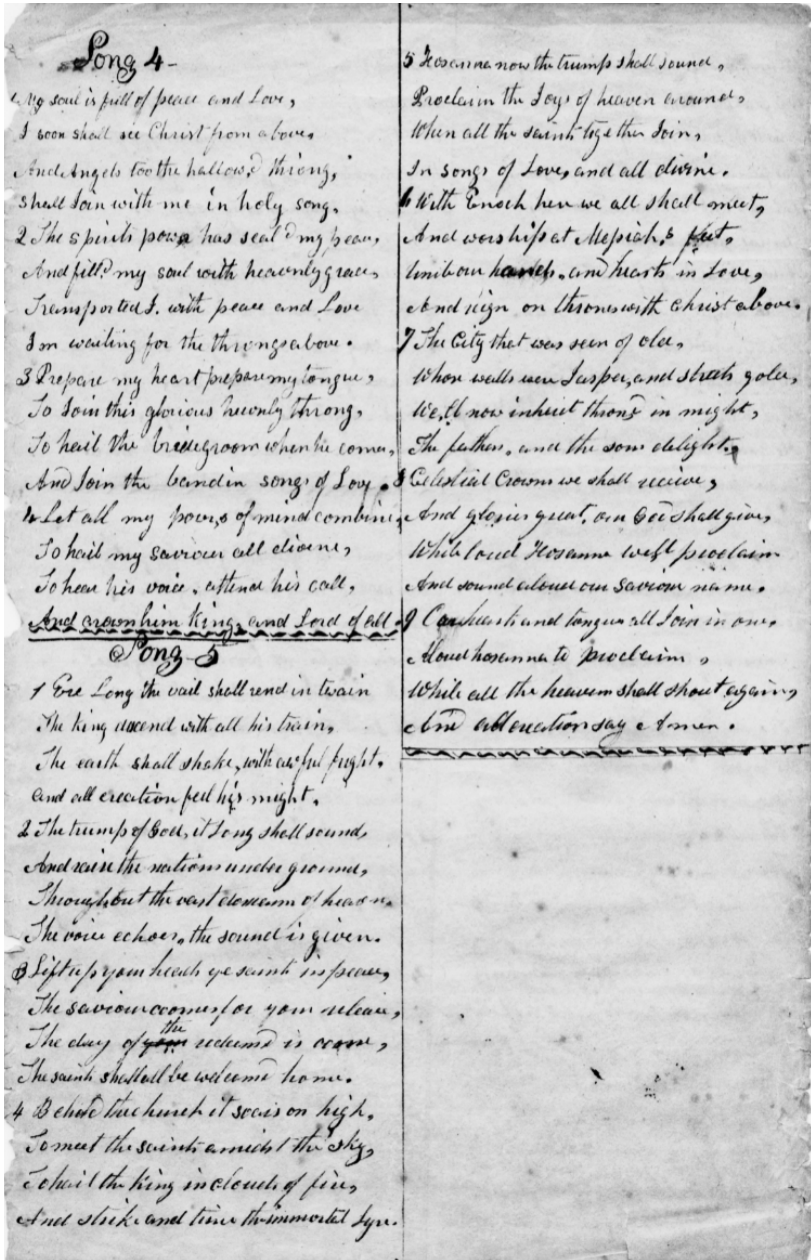 Song 4-
1 My soul is full of peace and Love,
I soon shall see Christ from above,
And Angels too the hallow,d throng,
Shall Join with me in holy song,
2 The spirits power has seal'd my peace,
And fill,d my soul with heavenly grace,
Transported I. with peace and Love
Im waiting for the throngs above.
3 Prepare my heart prepare my tongue,
To Join this glorious hevnly throng,
To hail the bridegroom when he comes,
And Join the band in songs of Love.
4 Let all my pow,rs of mind combine,
To hail my saviour all divine,
To hear his voice, attend his call,
And crown him King, and Lord of all.
Song 5
1 Ere Long the vail shall rend in twain
The king descend with all his train,
The earth shall shake, with awful fright,
and all creation feel his might,
2 The trump of God, it Long shall sound,
And raise the nations under ground,
Throughout the vast domain of heaven,
The voice echoes, the sound is given.
3 Lift up your heads ye saints in peace,
The saviour comes for your release,
The day of the redeem'd is come,
The saints shall all be welcom'd home.
4 Behold the church it soars on high,
To meet the saints amidst the sky,
To hail the King in clouds of fire,
And strike and tune th immortal Lyre.
5 Hosanna now the trump shall sound,
Proclaim the Joys of heaven around,
When all the saints together Join,
In songs of Love, and all divine.
6 With Enoch here we all shall meet,
And worship at Messiah,s feet,
Unite our hands, and hearts in Love,
And reign on thrones with Christ above.
7 The City that was seen of old,
Whose walls were Jasper, and streets gold,
We,ll now inherit thron'd in might,
The father, and the sons delight,
8 Celestial Crowns we shall receive,
And glories great, our God shall give,
While loud Hosannas we,ll proclaim
And sound aloud our saviours name.
9 Our hearts and tongues all Join in one,
Aloud hosanna to proclaim,
While all the heavens shall shout again,
And all creation say Amen.